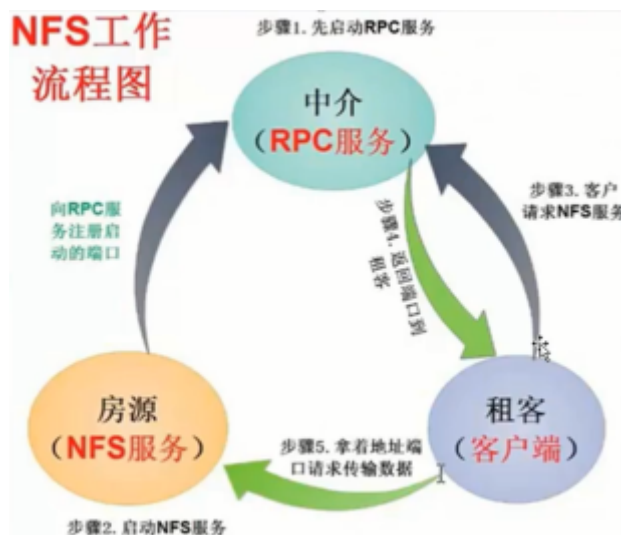 NFS工作
流程图
步骤1.先启动RPC服务
中介
（RPC服务）
向RPC服
务注册启
动的端口
步骤3.客户
请求NFS服务
步骤4.返回端口到
租客
房源
（NFS服务）
租客
（客户端）
步骤5.拿着地址端
口请求传输数据
步骤2.启动NFS服务